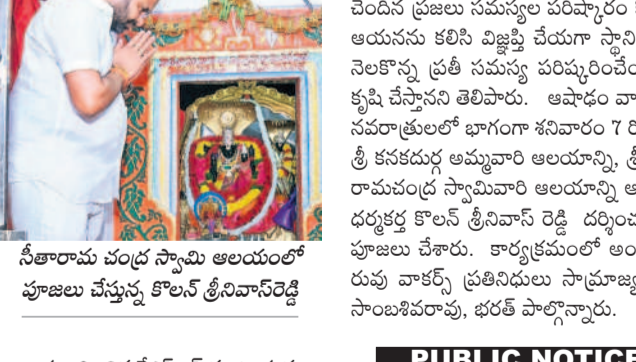 సీతారామ చంద్ర స్వామి ఆలయంలో
పూజలు చేస్తున్న కొలన్ శ్రీనివాస్‌రెడ్డి
చెందిన ప్రజలు సమస్యల పరిష్కారం
ఆయనను కలిసి విజ్ఞప్తి చేయగా స్థాని
నెలకొన్న ప్రతీ సమస్య పరిష్కరించేం
కృషి చేస్తానని తెలిపారు. ఆషాఢం వా
నవరాత్రులలో భాగంగా శనివారం 7 ది
శ్రీ కనకదుర్గ అమ్మవారి ఆలయాన్ని, శ్రీ
రామచంద్ర స్వామివారి ఆలయాన్ని ఆ
ధర్మకర్త కొలన్ శ్రీనివాస్ రెడ్డి దర్శించ
పూజలు చేశారు. కార్యక్రమంలో అం
రువు వాకర్స్ ప్రతినిధులు సామ్రాజ్య
సాంబశివరావు, భరత్ పాల్గొన్నారు.
PUBLIC NOTICE